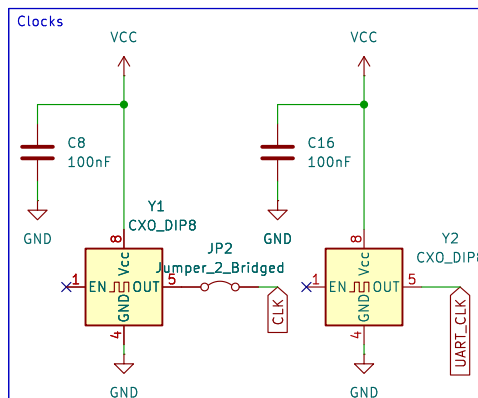 Clocks
VCC
VCC
C8
100nF
C16
100nF
GND
GND
Y1
CXO_DIP8
8
Vcc
1
EN
OUT
5
GND
4
GND
JP2
Jumper_2_Bridged
CLK
Y2
CXO_DIP8
8
Vcc
1
EN
OUT
5
GND
4
GND
UART_CLK